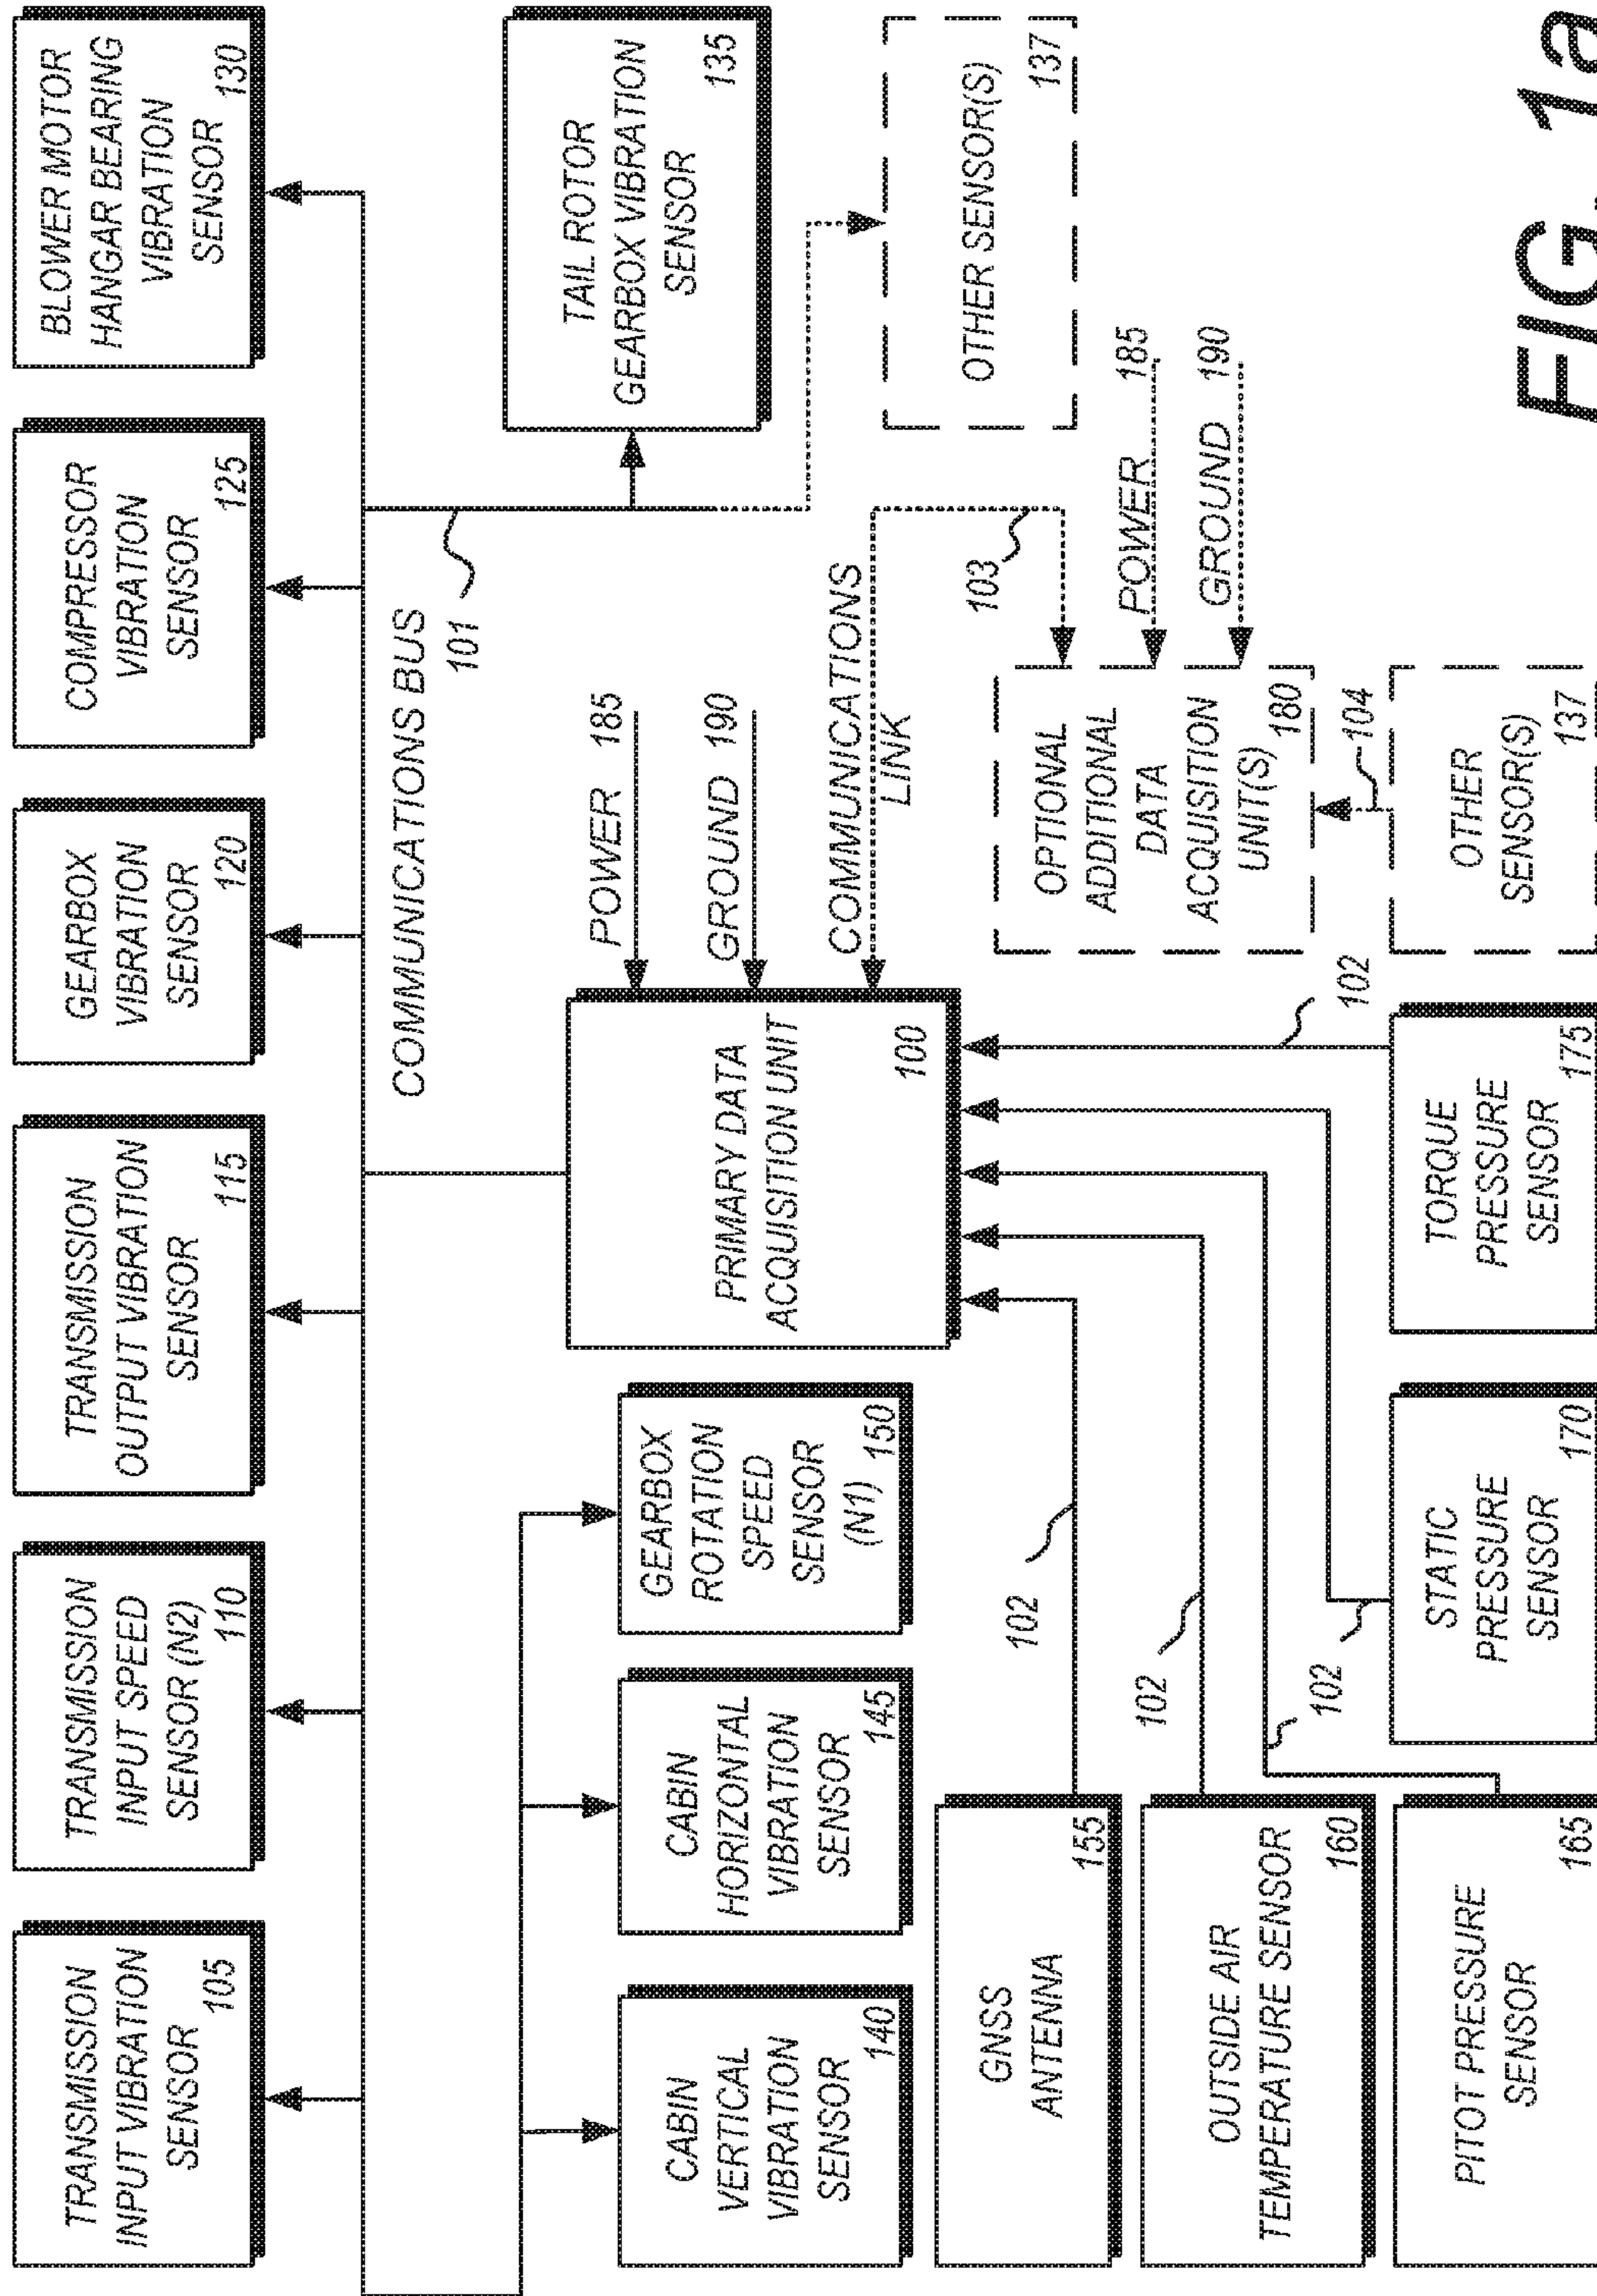 TRANSMISSION
INPUT VIBRATION
SENSOR
105
TRANSMISSION
INPUT SPEED
SENSOR (N2)
110
TRANSMISSION
OUTPUT VIBRATION
SENSOR
115
GEARBOX
VIBRATION
SENSOR
120
COMPRESSOR
VIBRATION
SENSOR
125
BLOWER MOTOR
HANGAR BEARING
VIBRATION
SENSOR
130
COMMUNICATIONS BUS
101
TAIL ROTOR
GEARBOX VIBRATION
SENSOR
135
OTHER SENSOR(S)
137
CABIN
VERTICAL
VIBRATION
SENSOR
140
CABIN
HORIZONTAL
VIBRATION
SENSOR
145
GEARBOX
ROTATION
SPEED
SENSOR
(N1)
150
PRIMARY DATA
ACQUISITION UNIT
100
POWER 185
GROUND 190
COMMUNICATIONS
LINK
103
POWER 185
GROUND 190
OPTIONAL
ADDITIONAL
DATA
ACQUISITION
UNIT(S)
180
104
OTHER
SENSOR(S)
137
GNSS
ANTENNA
155
102
OUTSIDE AIR
TEMPERATURE SENSOR
160
102
PITOT PRESSURE
SENSOR
165
102
STATIC
PRESSURE
SENSOR
170
102
TORQUE
PRESSURE
SENSOR
175
102
FIG. 1a